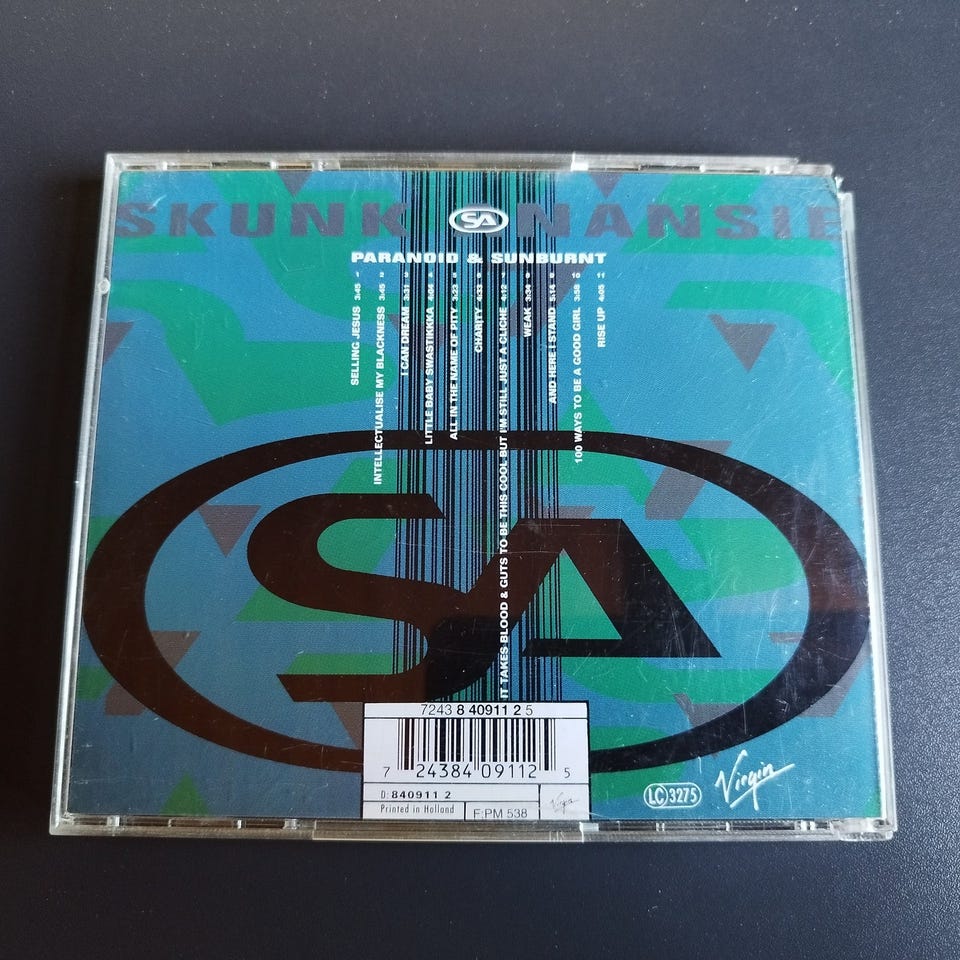 SKUNK SA NANSIE
PARANOID & SUNBURNT
SELLING JESUS 3:45 1
INTELLECTUALISE MY BLACKNESS 3:45 2
I CAN DREAM 3:31 3
LITTLE BABY SWASTIKKKA 4:04 4
ALL IN THE NAME OF PITY 3:23 5
CHARITY 4:33 6
IT TAKES BLOOD & GUTS TO BE THIS COOL BUT I'M STILL JUST A CLICHE 4:12 7
WEAK 3:34 8
AND HERE I STAND 5:14 9
100 WAYS TO BE A GOOD GIRL 3:58 10
RISE UP 4:05 11
SA
7243 8 40911 2 5
7 24384 09112 5
D: 840911 2
Printed in Holland
F:PM 538
Virgin
LC 3275
Virgin